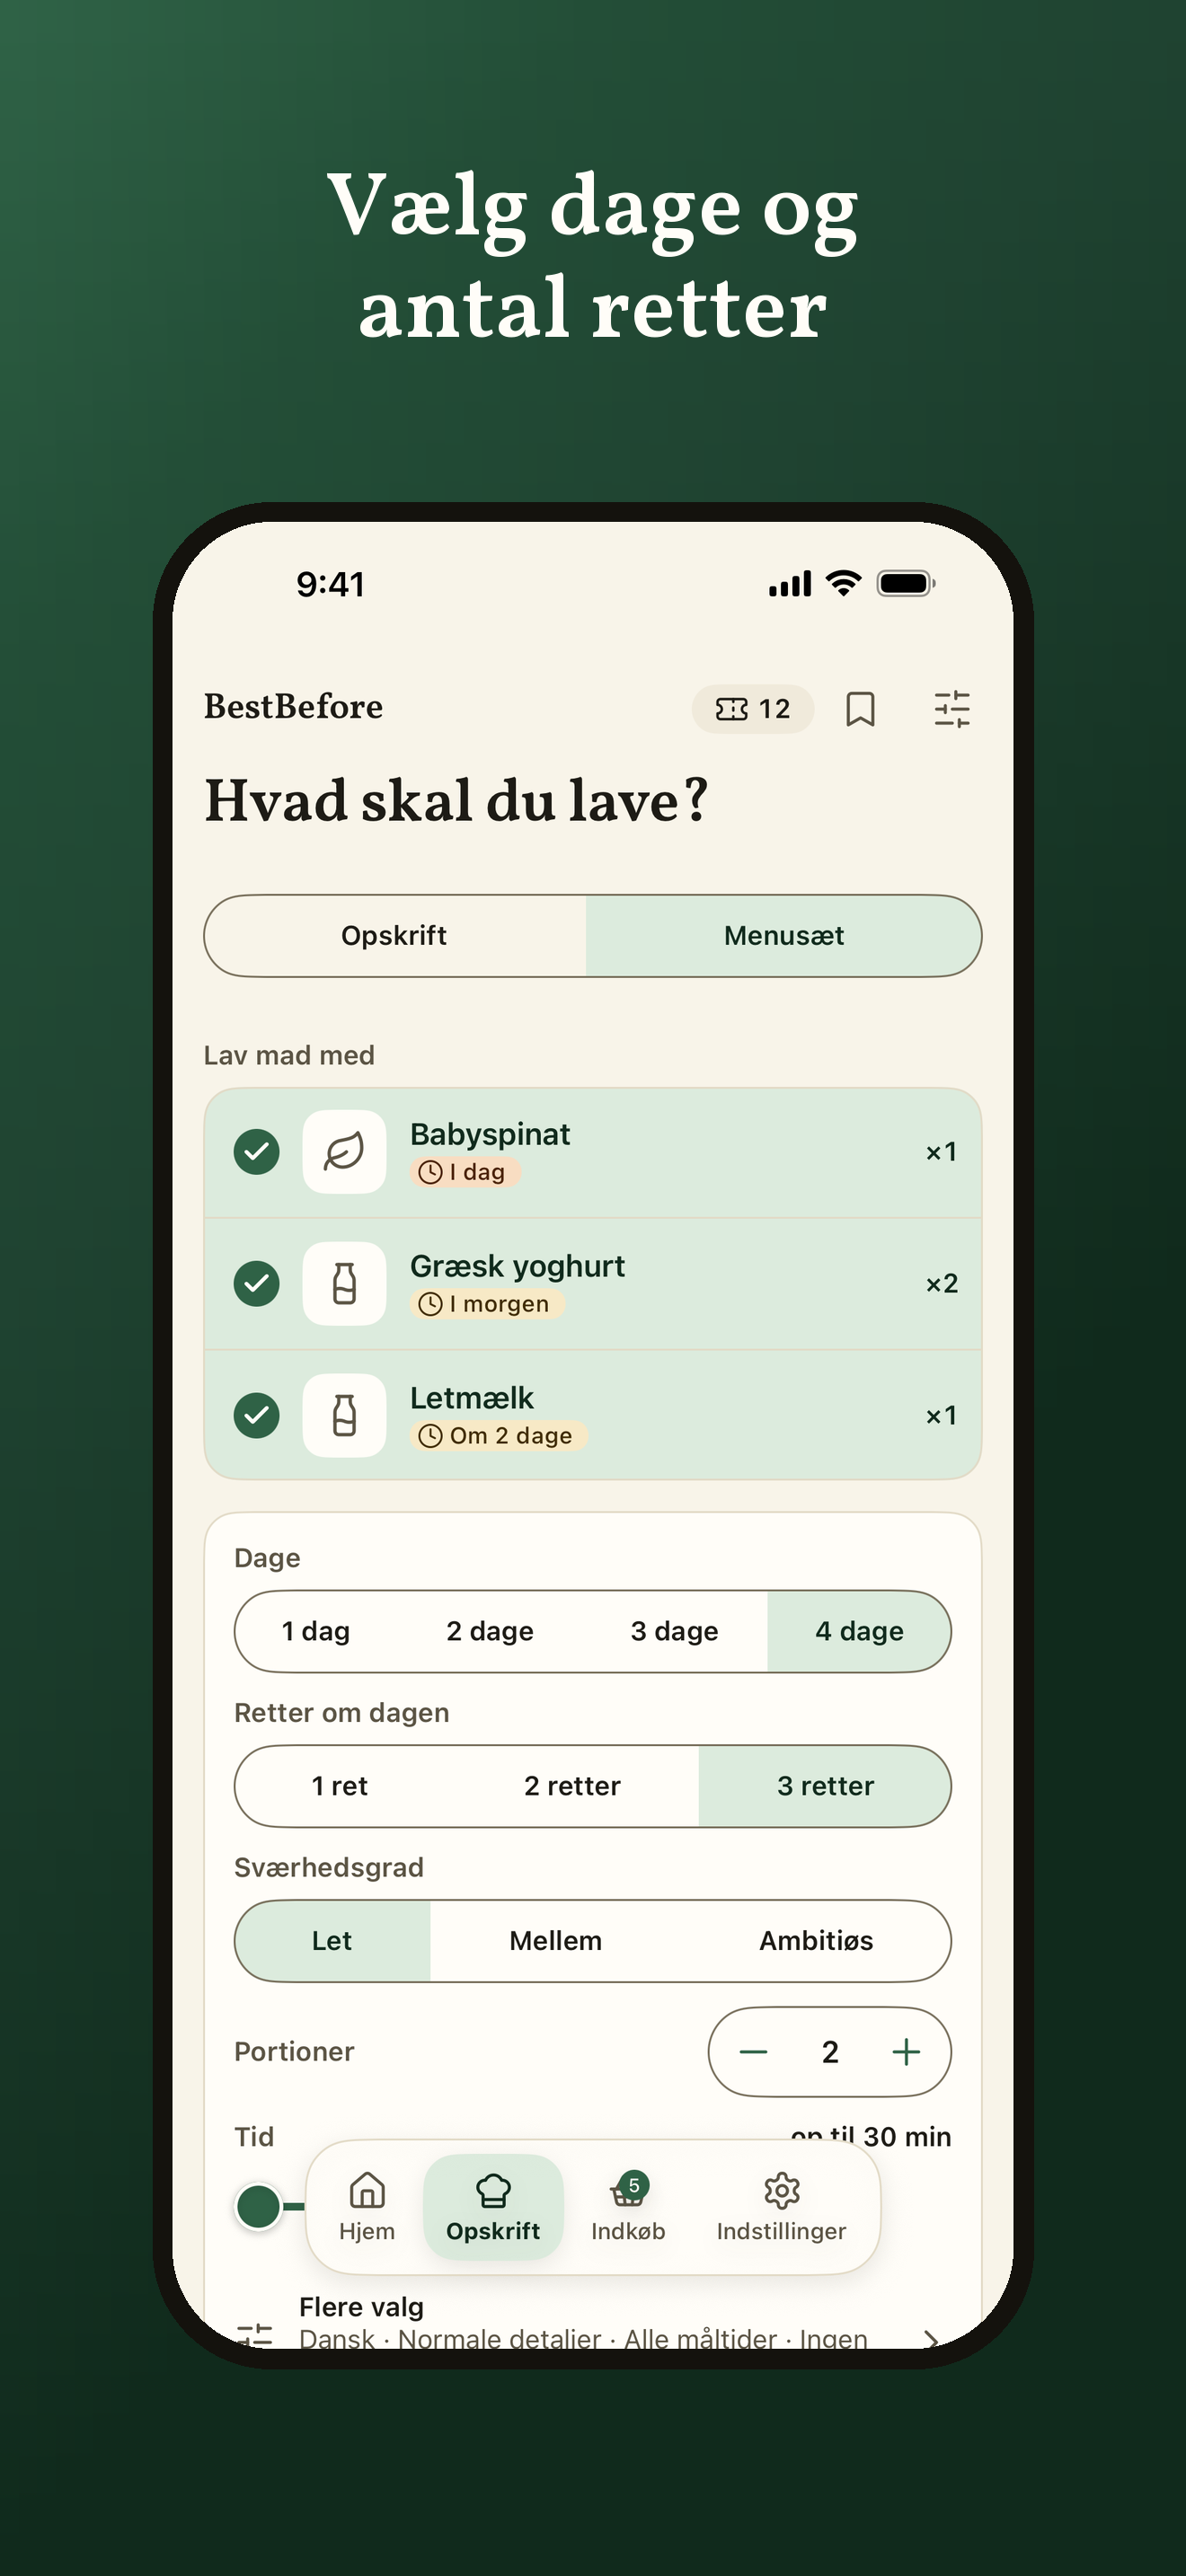 Vælg dage og
antal retter
9:41
BestBefore
12
Hvad skal du lave?
Opskrift
Menusæt
Lav mad med
Babyspinat
I dag
×1
Græsk yoghurt
I morgen
×2
Letmælk
Om 2 dage
×1
Dage
1 dag
2 dage
3 dage
4 dage
Retter om dagen
1 ret
2 retter
3 retter
Sværhedsgrad
Let
Mellem
Ambitiøs
Portioner
2
Tid
op til 30 min
5
Hjem
Opskrift
Indkøb
Indstillinger
Flere valg
Dansk · Normale detaljer · Alle måltider · Ingen